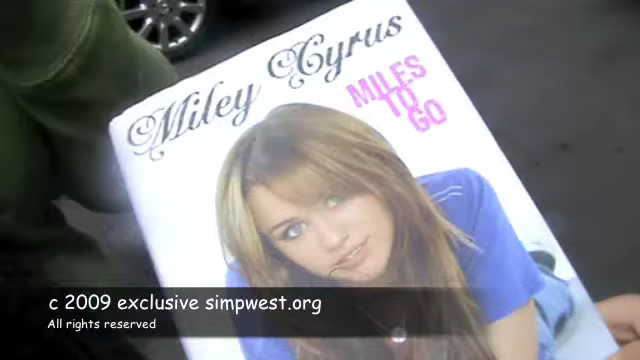 Miley Cyrus
MILES
TO
GO
c 2009 exclusive simpwest.org
All rights reserved